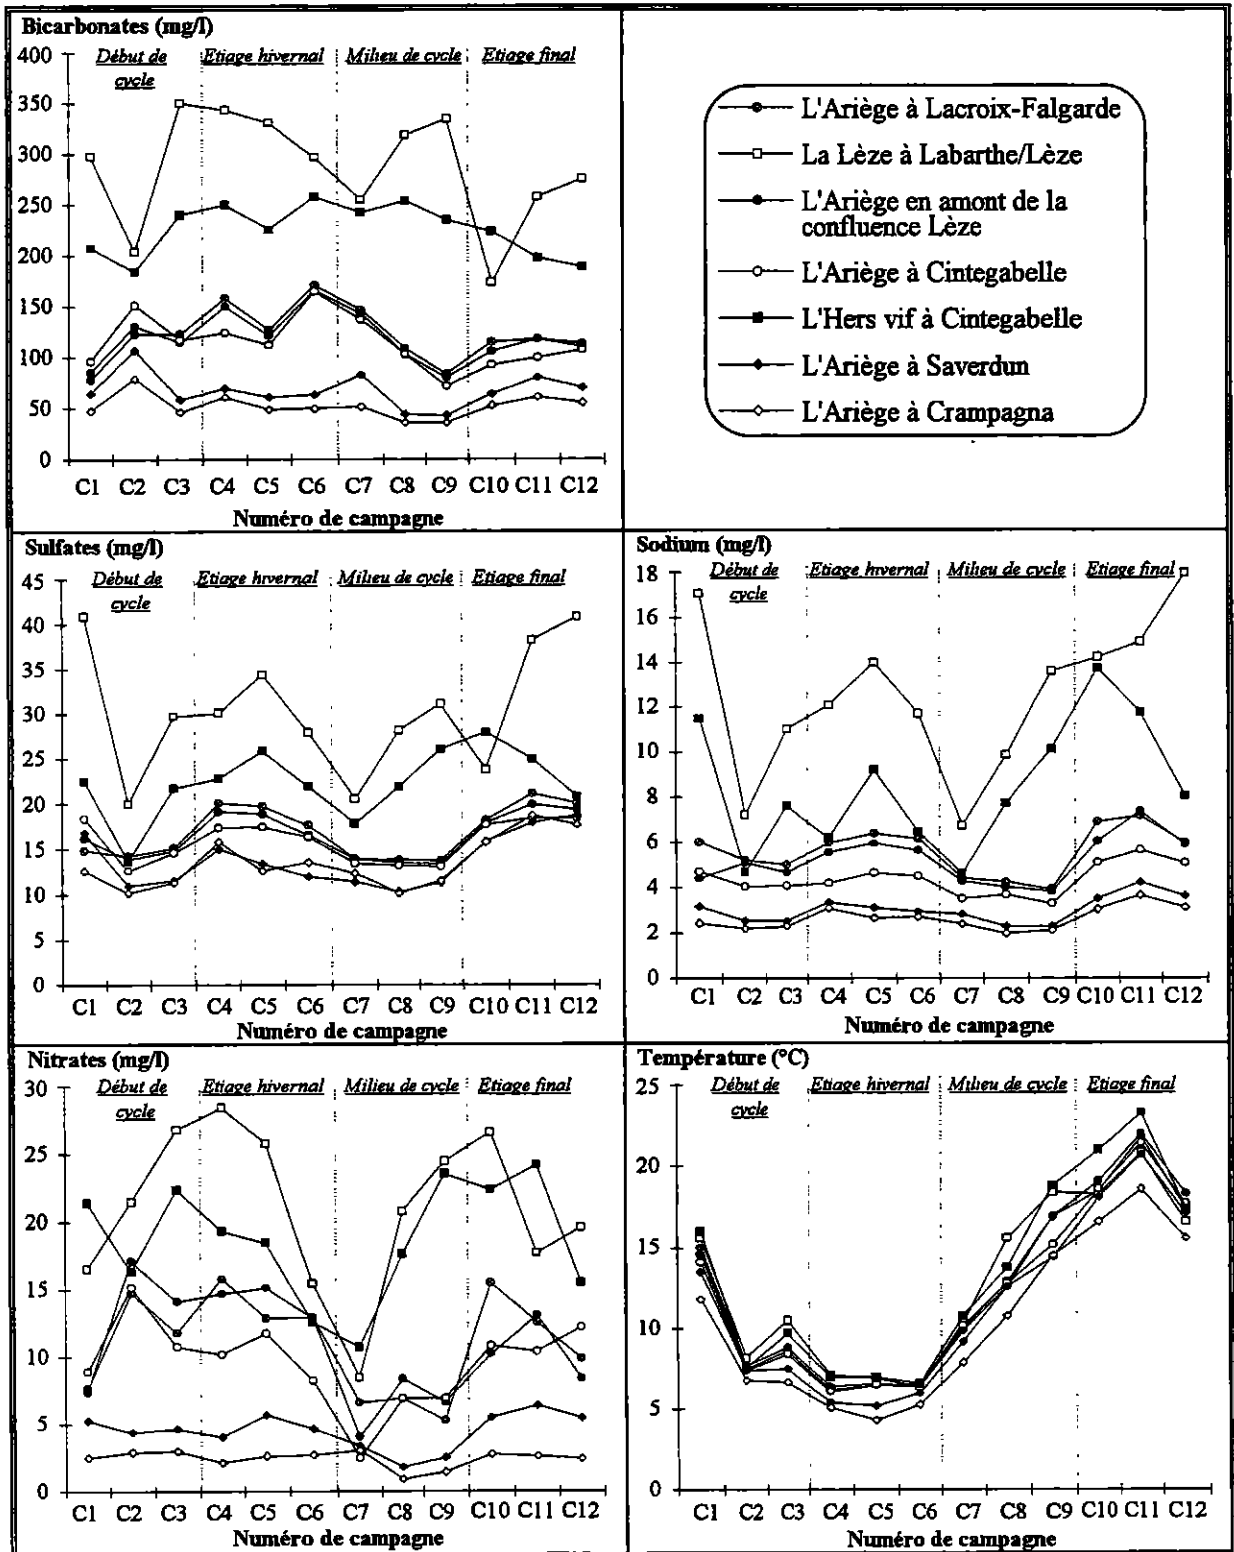 Bicarbonates (mg/l)
Début de cycle
Etiage hivernal
Milieu de cycle
Etiage final
400
350
300
250
200
150
100
50
0
C1 C2 C3 C4 C5 C6 C7 C8 C9 C10 C11 C12
Numéro de campagne
L'Ariège à Lacroix-Falgarde
La Lèze à Labarthe/Lèze
L'Ariège en amont de la
confluence Lèze
L'Ariège à Cintegabelle
L'Hers vif à Cintegabelle
L'Ariège à Saverdun
L'Ariège à Crampagna
Sulfates (mg/l)
Début de cycle
Etiage hivernal
Milieu de cycle
Etiage final
45
40
35
30
25
20
15
10
5
0
C1 C2 C3 C4 C5 C6 C7 C8 C9 C10 C11 C12
Numéro de campagne
Sodium (mg/l)
Début de cycle
Etiage hivernal
Milieu de cycle
Etiage final
18
16
14
12
10
8
6
4
2
0
C1 C2 C3 C4 C5 C6 C7 C8 C9 C10 C11 C12
Numéro de campagne
Nitrates (mg/l)
Début de cycle
Etiage hivernal
Milieu de cycle
Etiage final
30
25
20
15
10
5
0
C1 C2 C3 C4 C5 C6 C7 C8 C9 C10 C11 C12
Numéro de campagne
Température (°C)
Début de cycle
Etiage hivernal
Milieu de cycle
Etiage final
25
20
15
10
5
0
C1 C2 C3 C4 C5 C6 C7 C8 C9 C10 C11 C12
Numéro de campagne